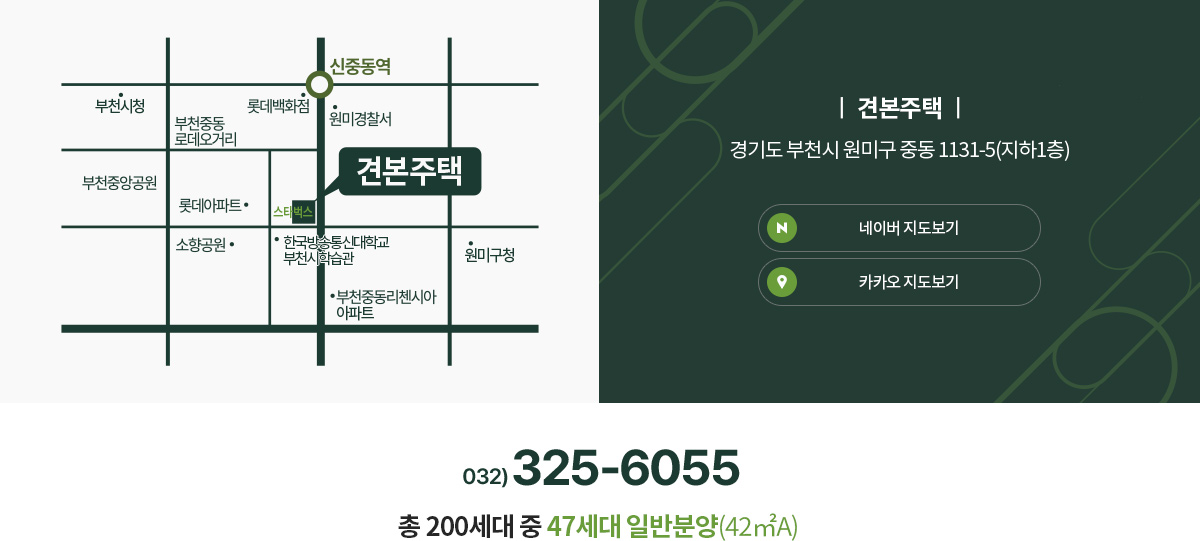 신중동역
부천시청
롯데백화점
원미경찰서
부천중동
로데오거리
견본주택
부천중앙공원
롯데아파트
스타벅스
소향공원
한국방송통신대학교
부천시학습관
원미구청
부천중동리첸시아
아파트
| 견본주택 |
경기도 부천시 원미구 중동 1131-5(지하1층)
N 네이버 지도보기
카카오 지도보기
032) 325-6055
총 200세대 중 47세대 일반분양(42㎡A)